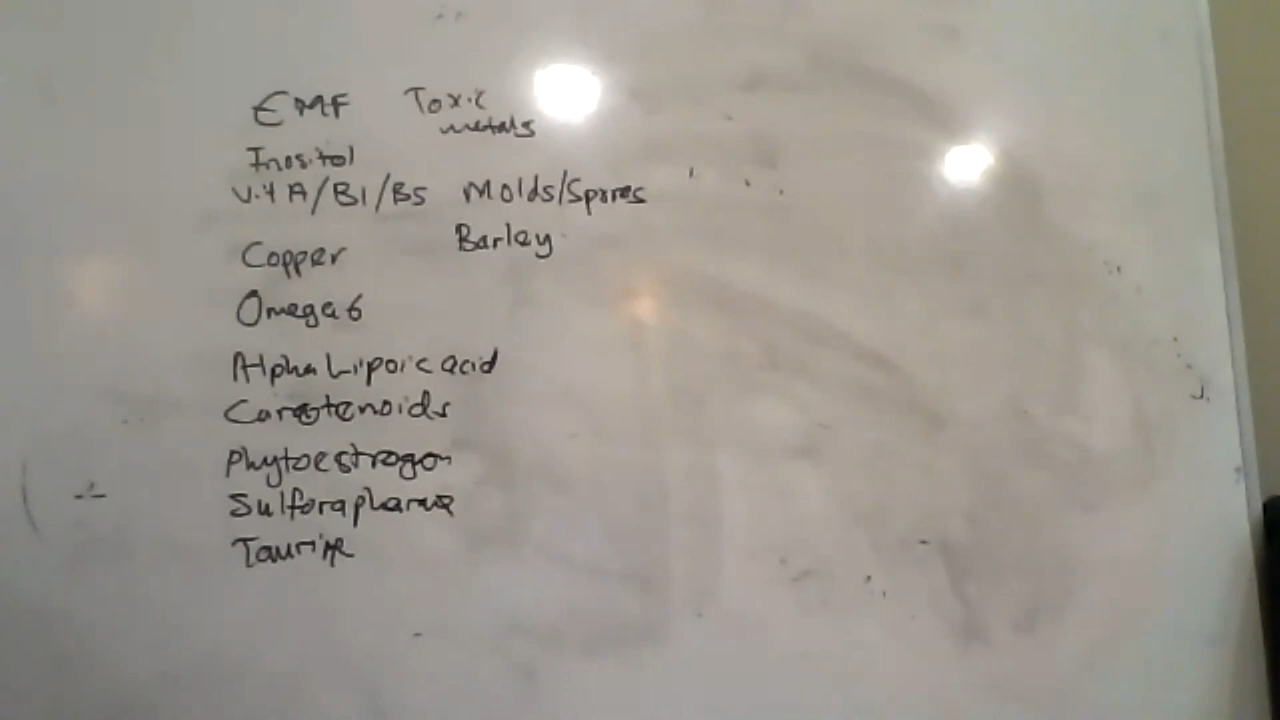 EMF Toxic
metals
Inositol
Vit A/B1/B5 Molds/Spores
Barley
Copper
Omega 6
Alpha Lipoic acid
Carotenoids
Phytoestrogen
Sulforaphane
Taurine